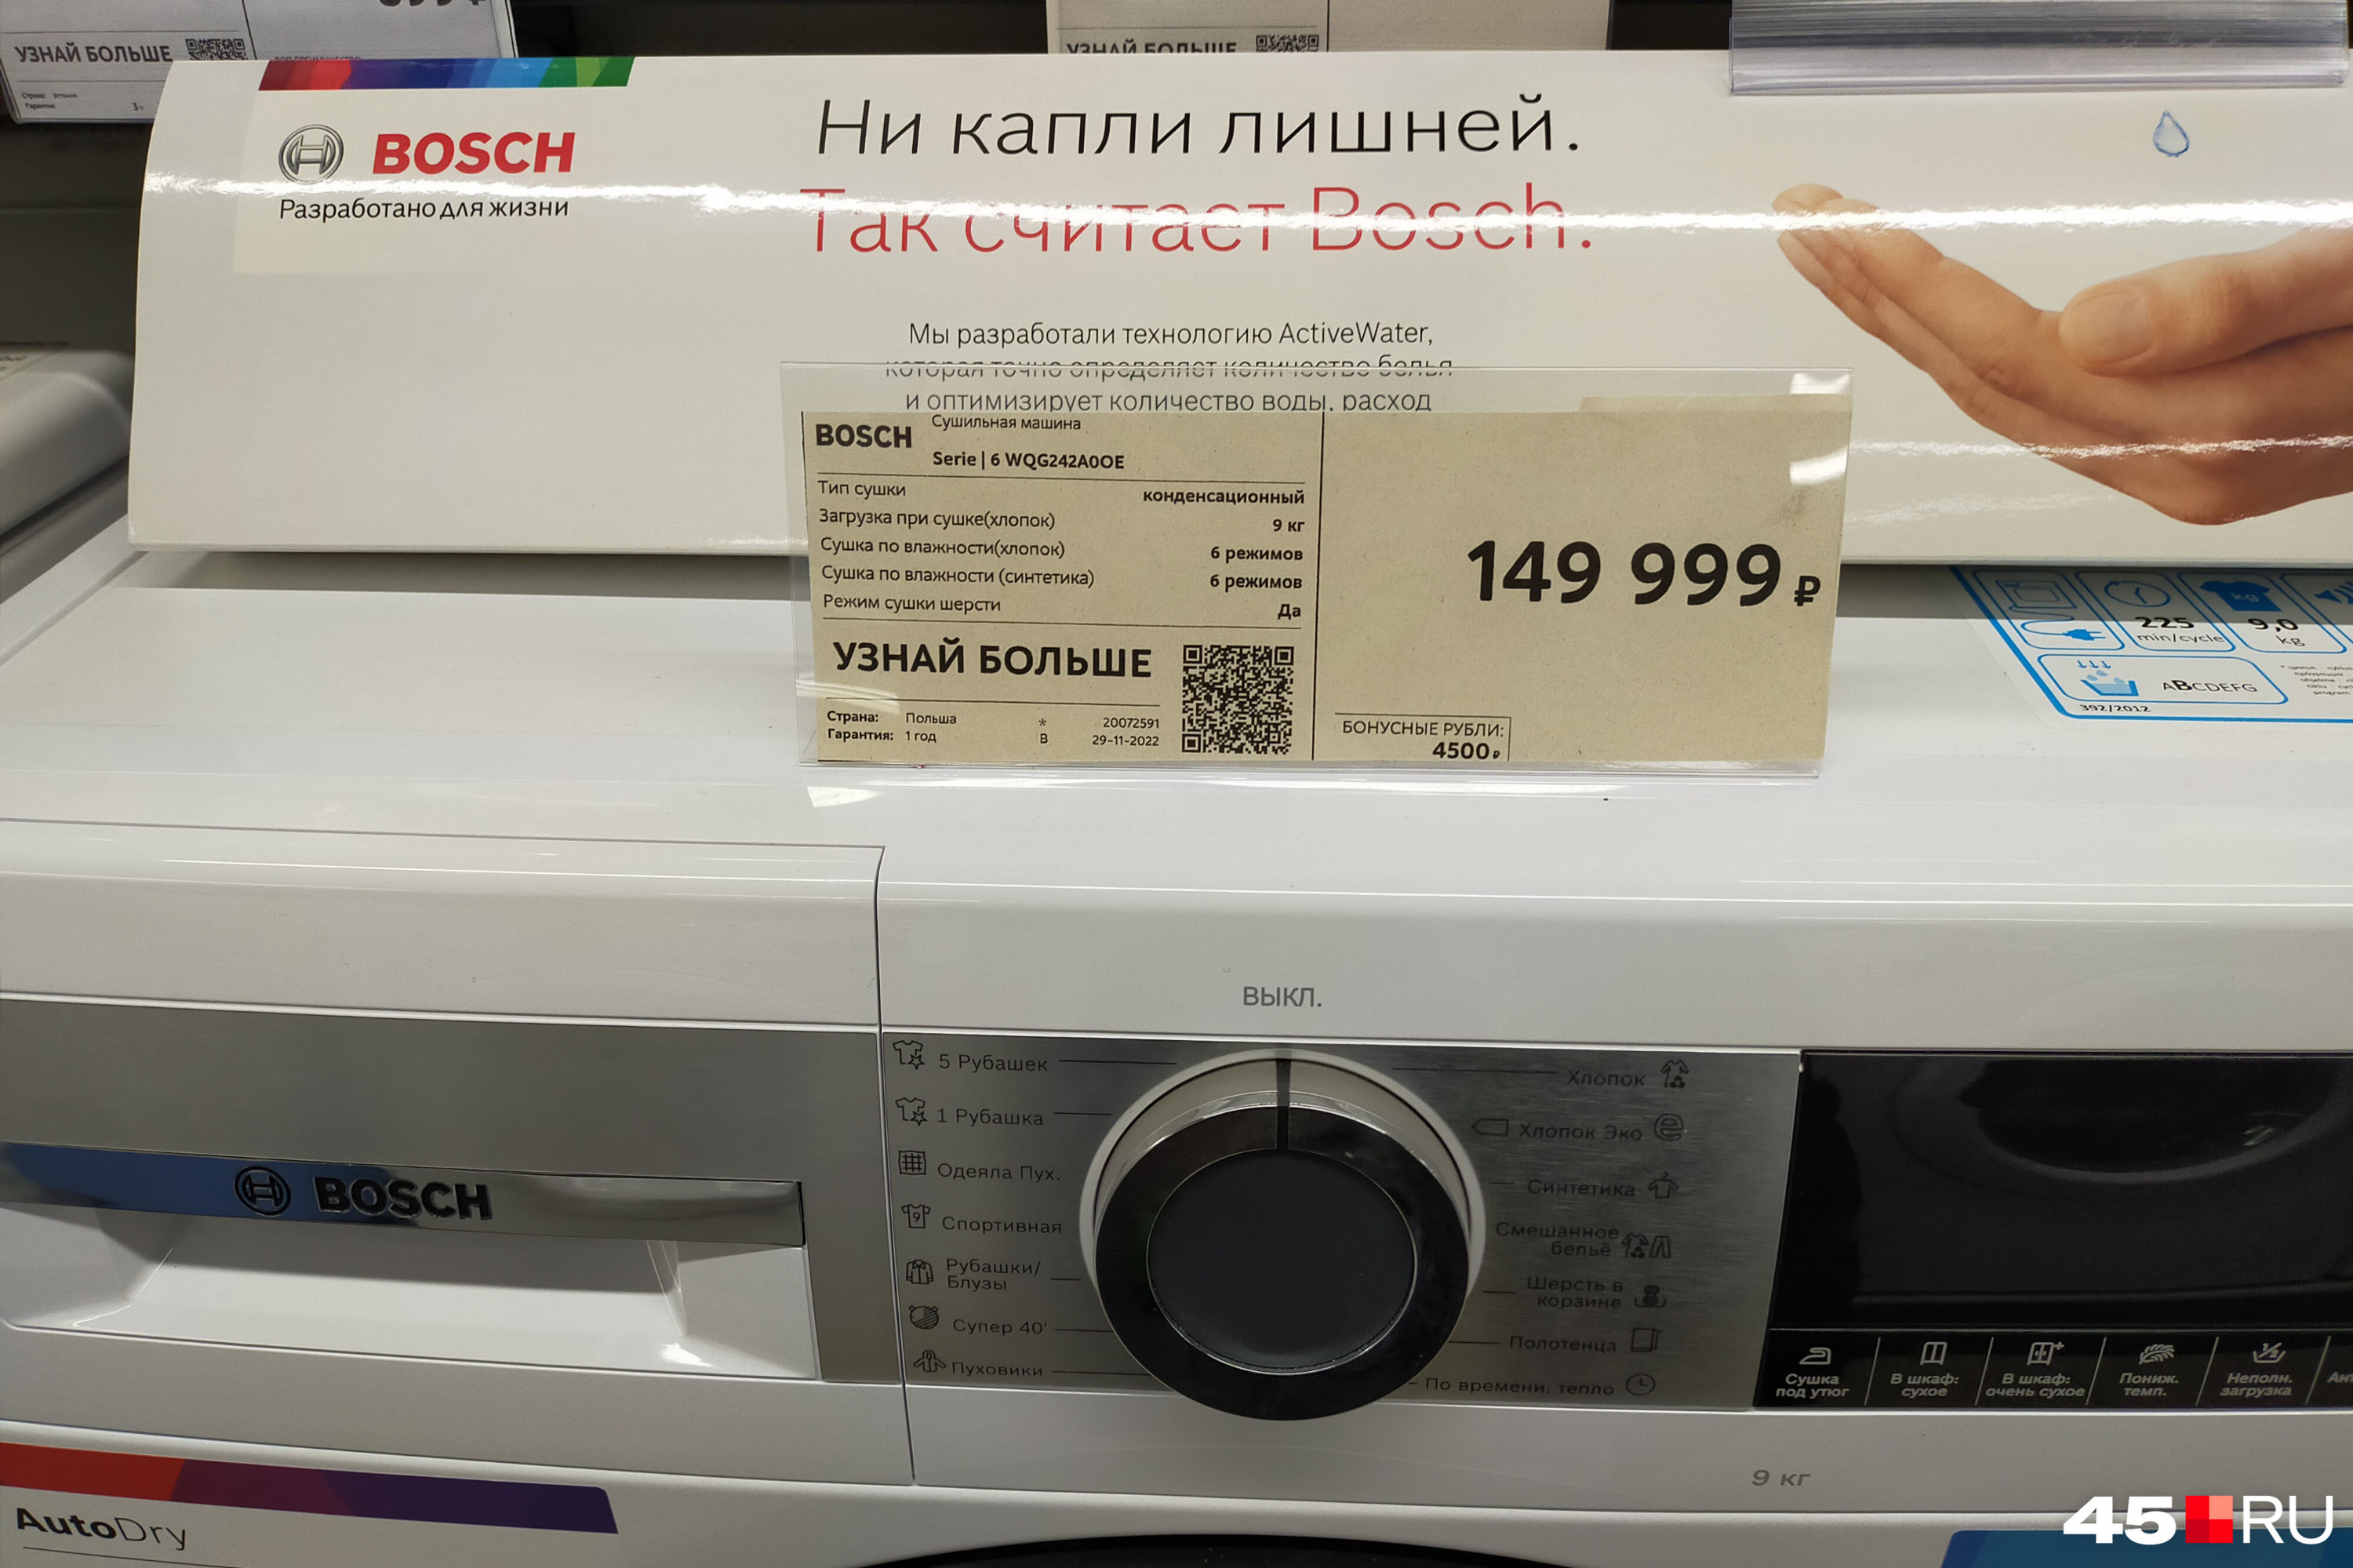 УЗНАЙ БОЛЬШЕ
УЗНАЙ БОЛЬШЕ
BOSCH
Разработано для жизни
Ни капли лишней.
Так считает Bosch.
Мы разработали технологию ActiveWater,
которая точно определяет количество белья
и оптимизирует количество воды, расход
BOSCH
Сушильная машина
Serie | 6 WQG242A0OE
Тип сушки конденсационный
Загрузка при сушке(хлопок) 9 кг
Сушка по влажности(хлопок) 6 режимов
Сушка по влажности (синтетика) 6 режимов
Режим сушки шерсти Да
УЗНАЙ БОЛЬШЕ
Страна: Польша * 20072591
Гарантия: 1 год В 29-11-2022
149 999 ₽
БОНУСНЫЕ РУБЛИ:
4500 ₽
225
min/cycle
kg
9,0
kg
ABCDEFG
392/2012
ВЫКЛ.
5 Рубашек
1 Рубашка
Одеяла Пух.
Спортивная
Рубашки/
Блузы
Супер 40'
Пуховики
Хлопок
Хлопок Эко
Синтетика
Смешанное
бельё
Шерсть в
корзине
Полотенца
По времени: тепло
BOSCH
Сушка
под утюг
В шкаф:
сухое
В шкаф:
очень сухое
Пониж.
темп.
Неполн.
загрузка
9 кг
AutoDry
45 RU